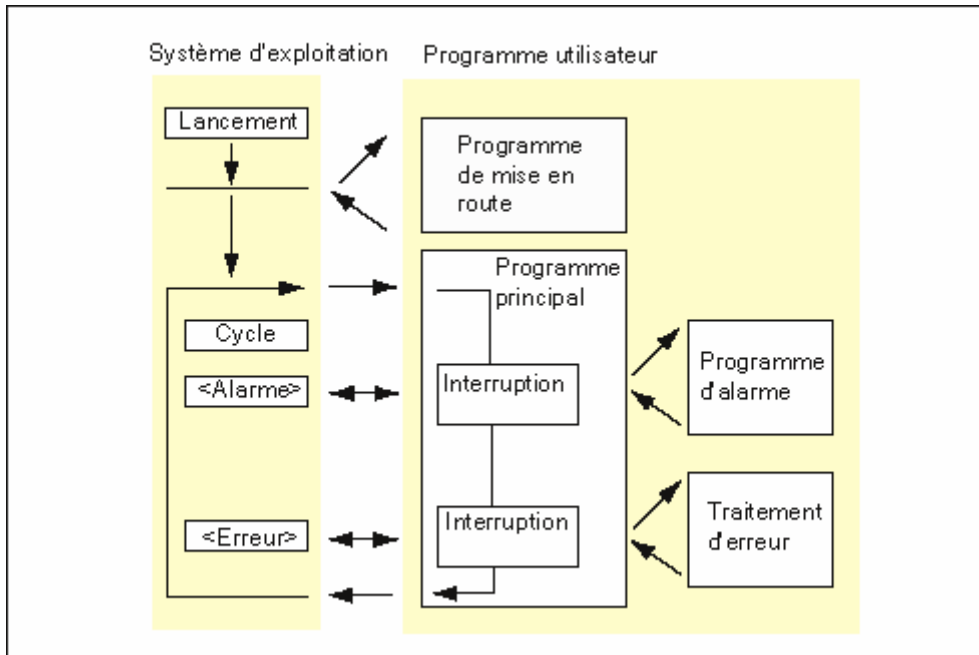 Système d'exploitation
Programme utilisateur
Lancement
Programme
de mise en
route
Programme
principal
Cycle
Interruption
Programme
d'alarme
<Alarme>
Interruption
Traitement
d'erreur
<Erreur>